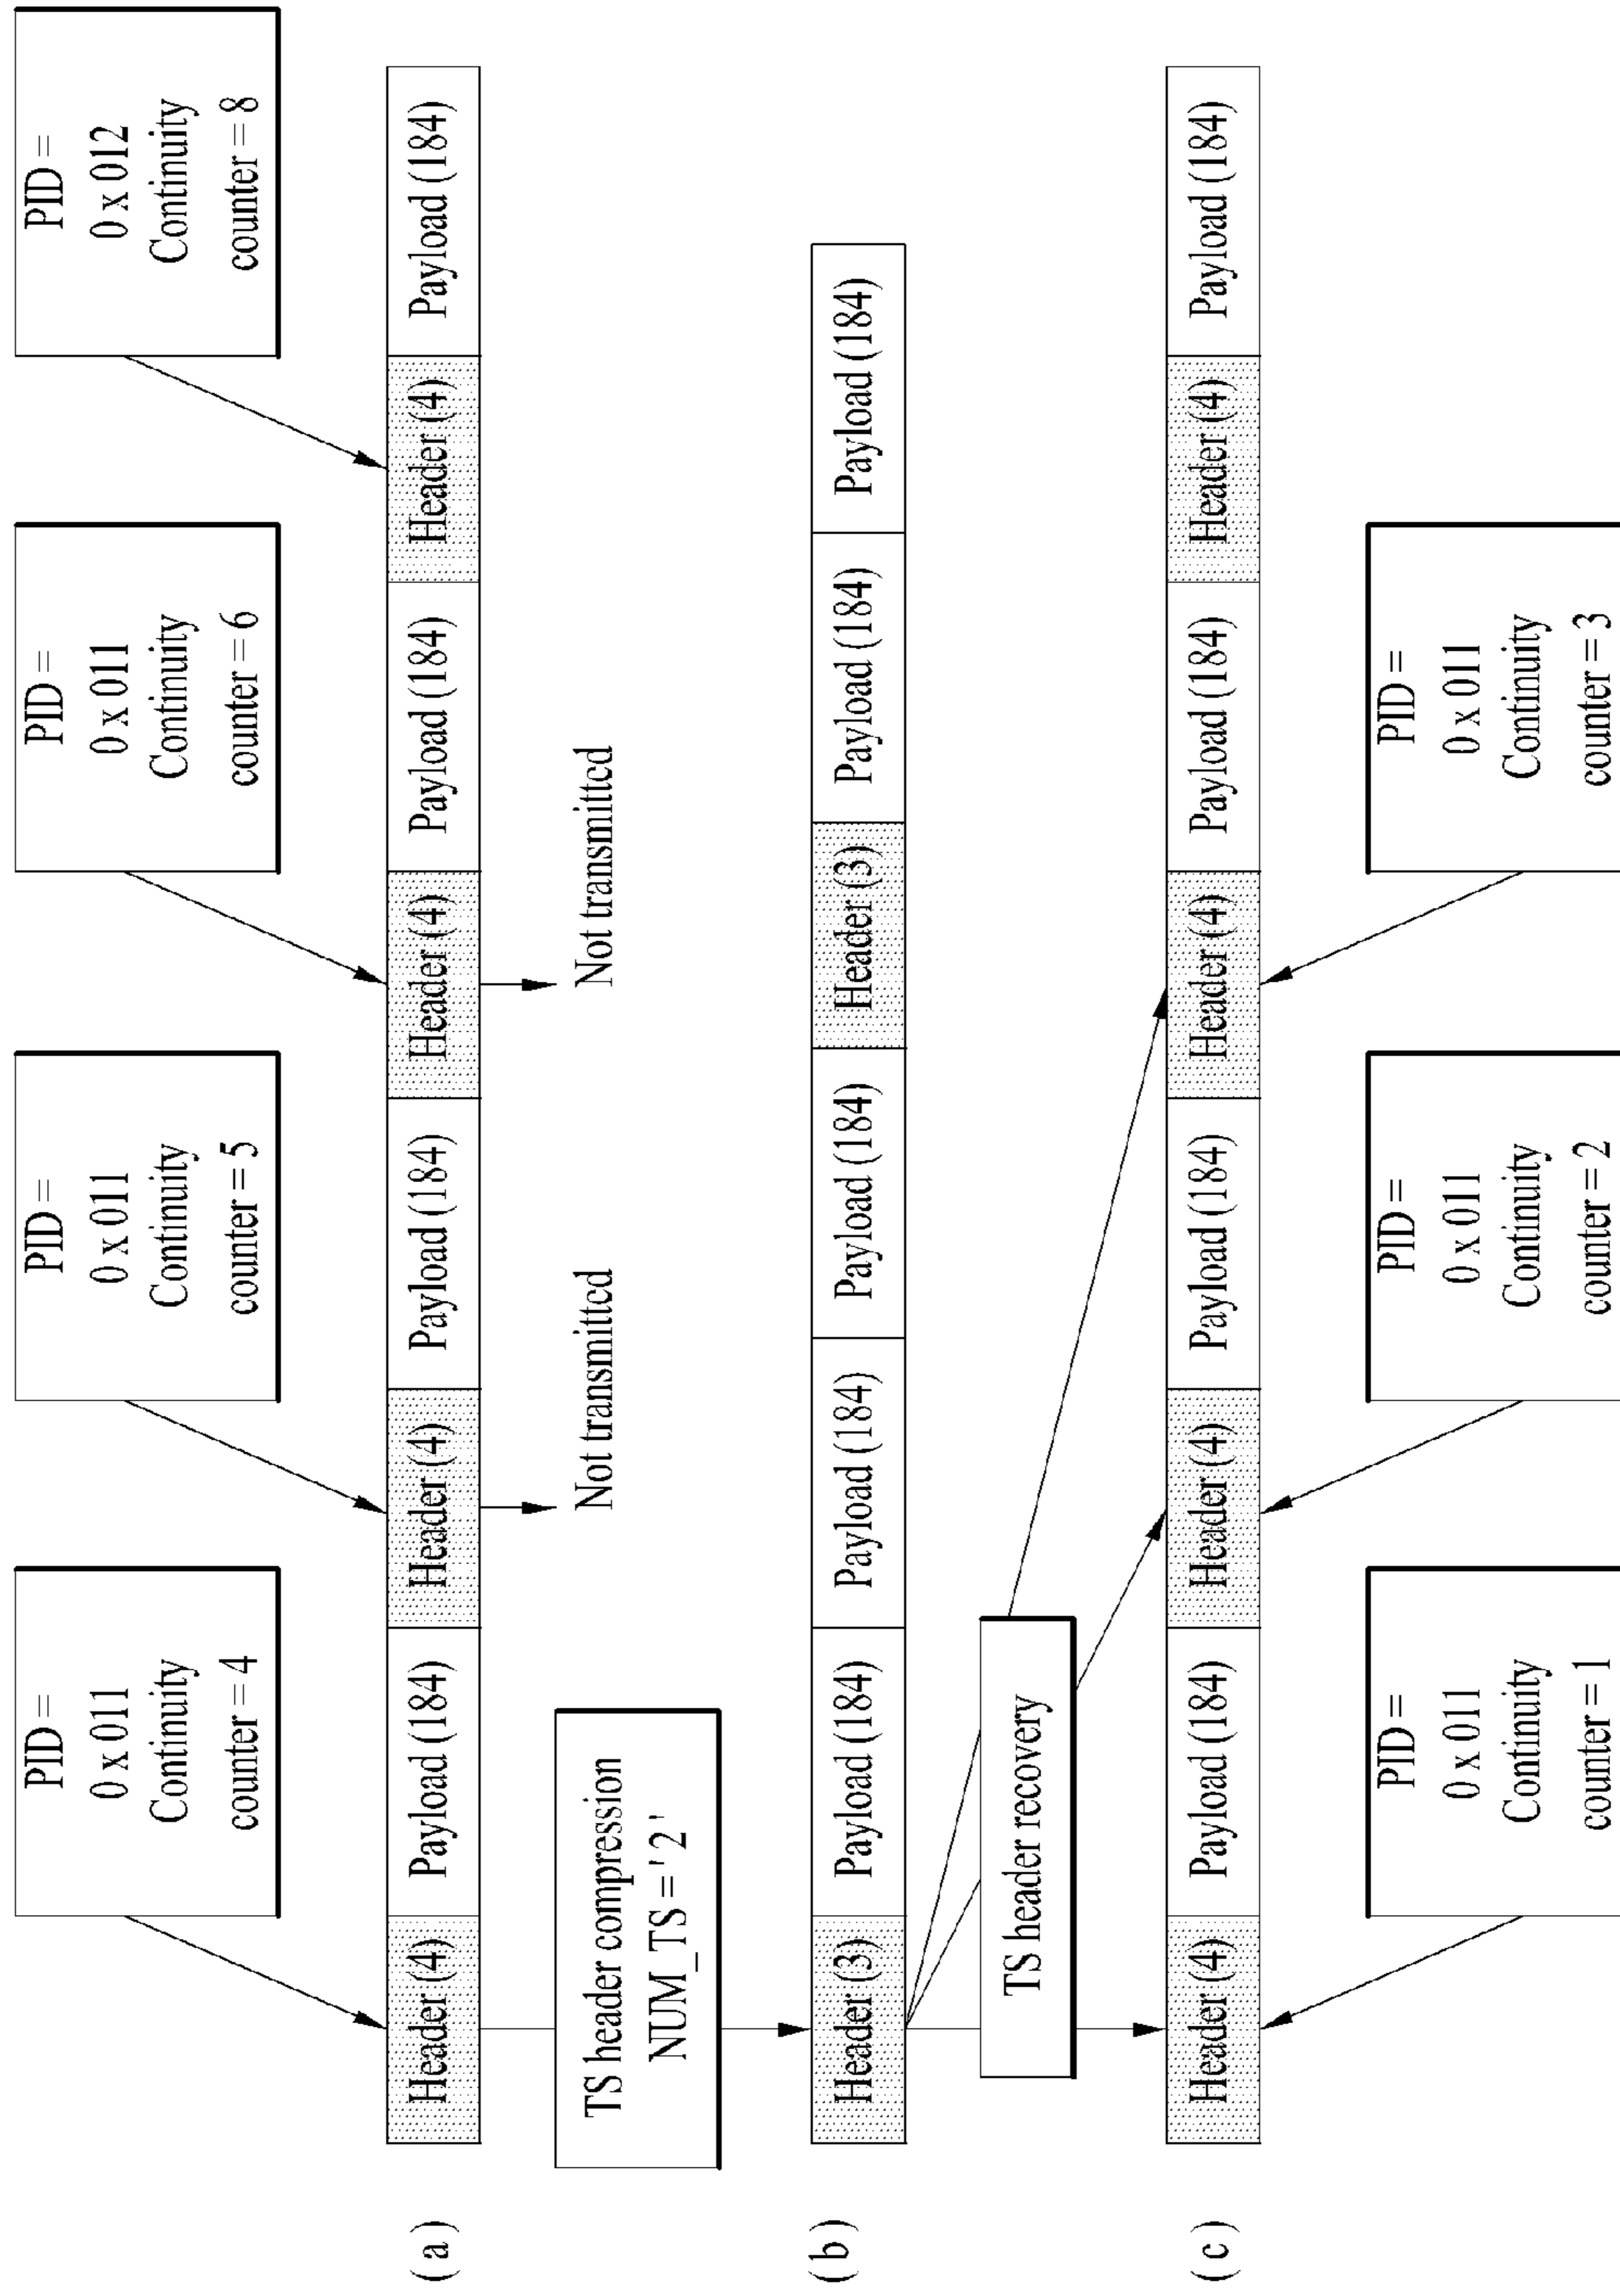 PID =
0 x 011
Continuity
counter = 4
PID =
0 x 011
Continuity
counter = 5
PID =
0 x 011
Continuity
counter = 6
PID =
0 x 012
Continuity
counter = 8
( a )
Header (4)
Payload (184)
Header (4)
Payload (184)
Header (4)
Payload (184)
Header (4)
Payload (184)
TS header compression
NUM_TS = ' 2 '
Not transmitted
Not transmitted
( b )
Header (3)
Payload (184)
Payload (184)
Payload (184)
Header (3)
Payload (184)
Payload (184)
TS header recovery
( c )
Header (4)
Payload (184)
Header (4)
Payload (184)
Header (4)
Payload (184)
Header (4)
Payload (184)
PID =
0 x 011
Continuity
counter = 1
PID =
0 x 011
Continuity
counter = 2
PID =
0 x 011
Continuity
counter = 3